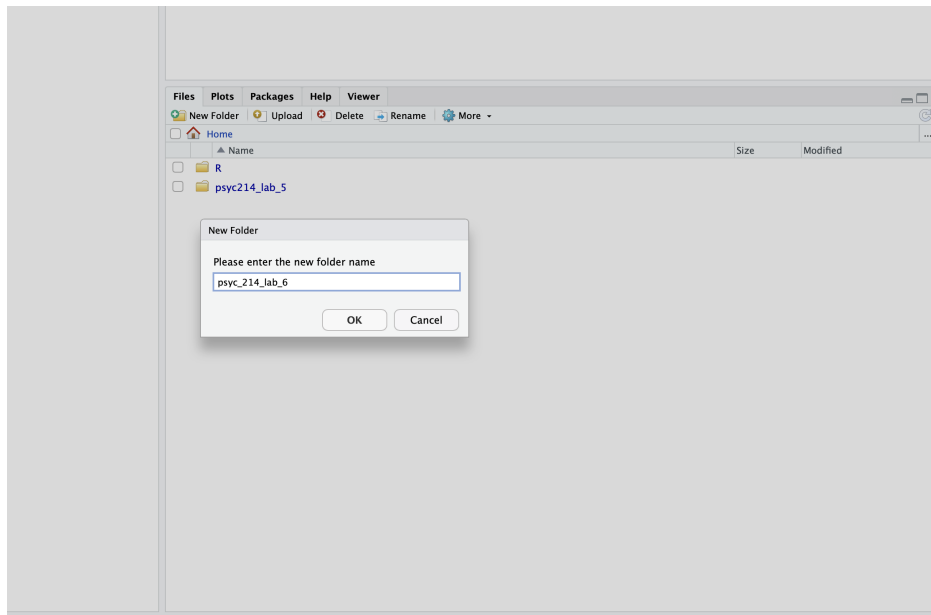 Files Plots Packages Help Viewer
New Folder Upload Delete Rename More
Home ...
Name Size Modified
R
psyc214_lab_5
New Folder
Please enter the new folder name
psyc_214_lab_6
OK Cancel